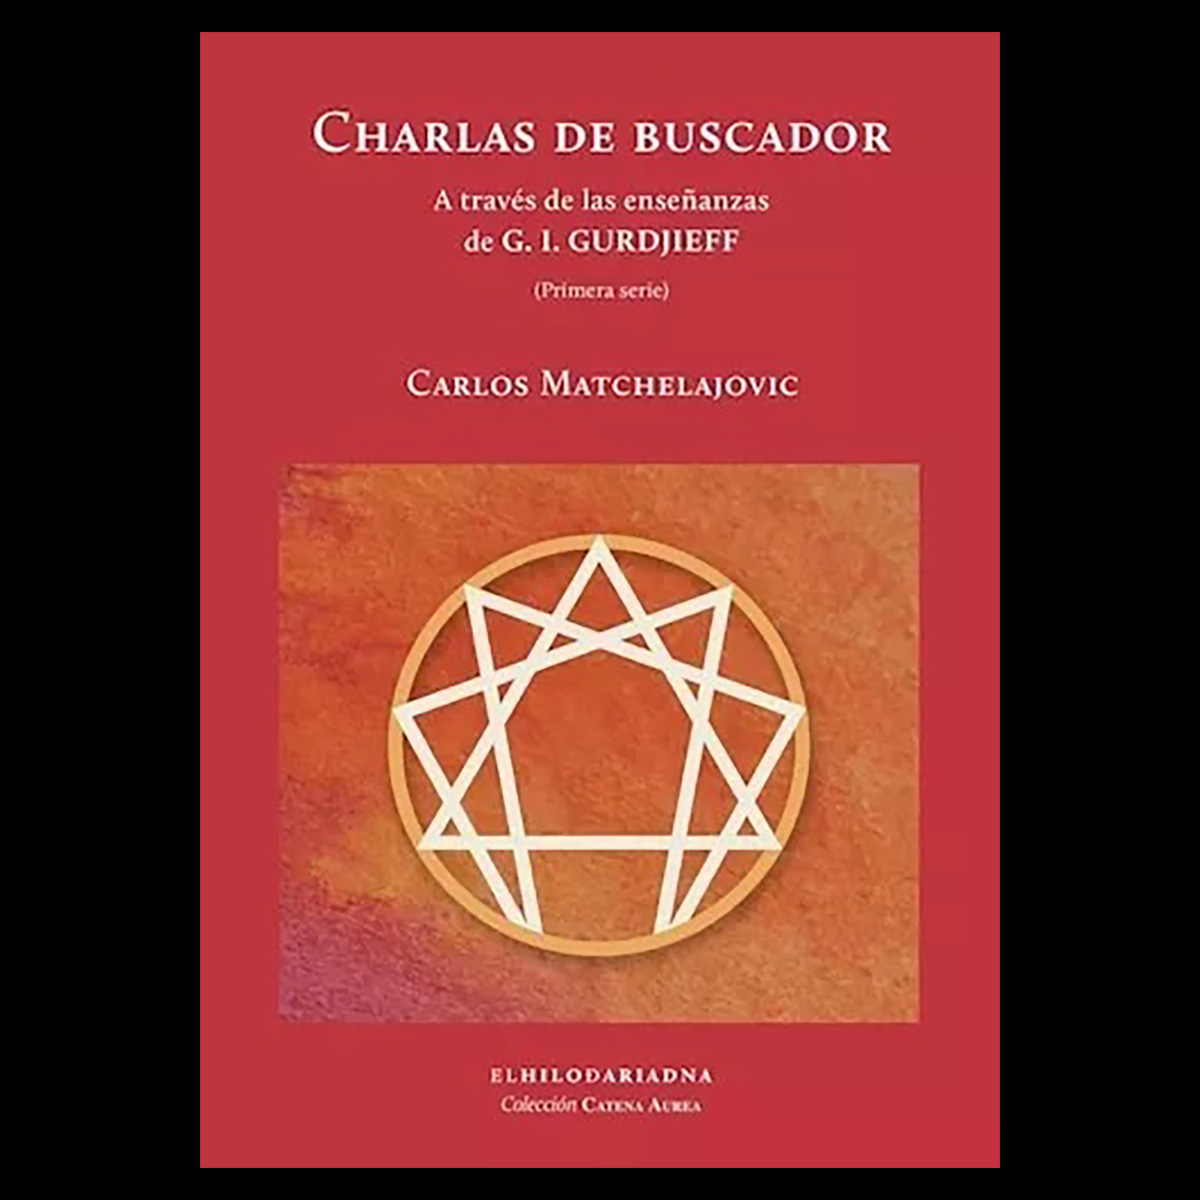 CHARLAS DE BUSCADOR
A través de las enseñanzas
de G. I. GURDJIEFF
(Primera serie)
CARLOS MATCHELAJOVIC
ELHILODARIADNA
Colección CATENA AUREA